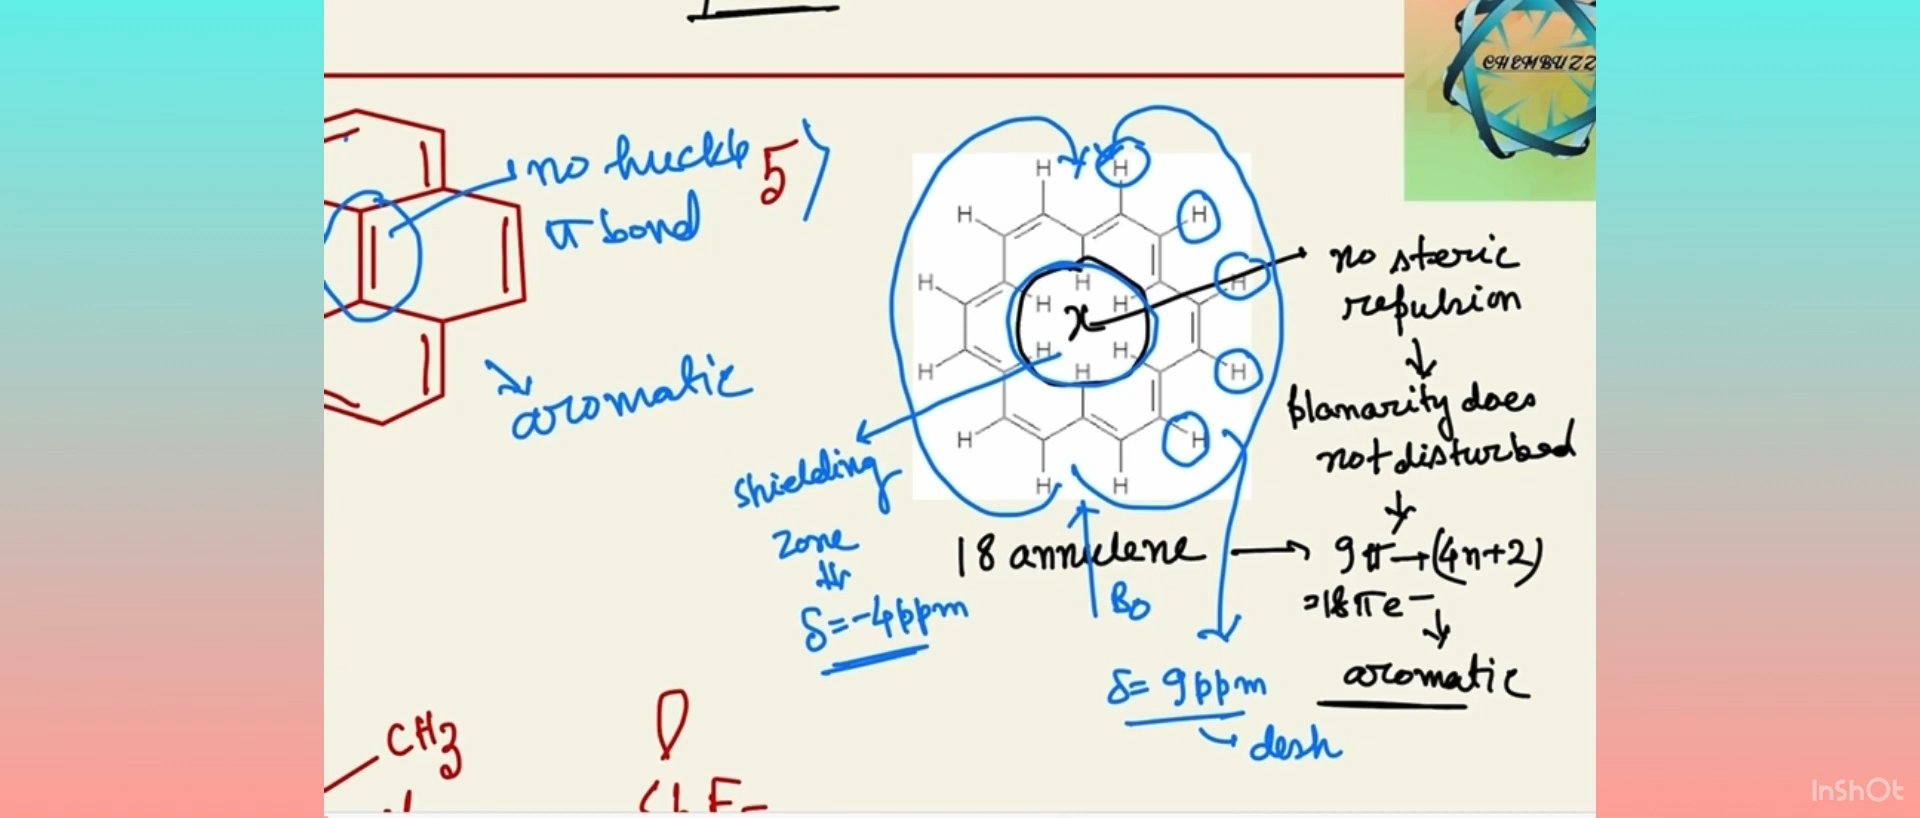 CHEMBUZZ
no huckle
π bond
aromatic
5)
H H
H H
H H H
H H
x
H H
H H H
H H
H H
no steric
repulsion
↓
planarity does
not disturbed
↓
18 annulene → 9π→(4n+2)
=18πe⁻
↓
aromatic
shielding
zone
δ=-4ppm
B0
δ= 9ppm
→ desh
CH3
InShOt